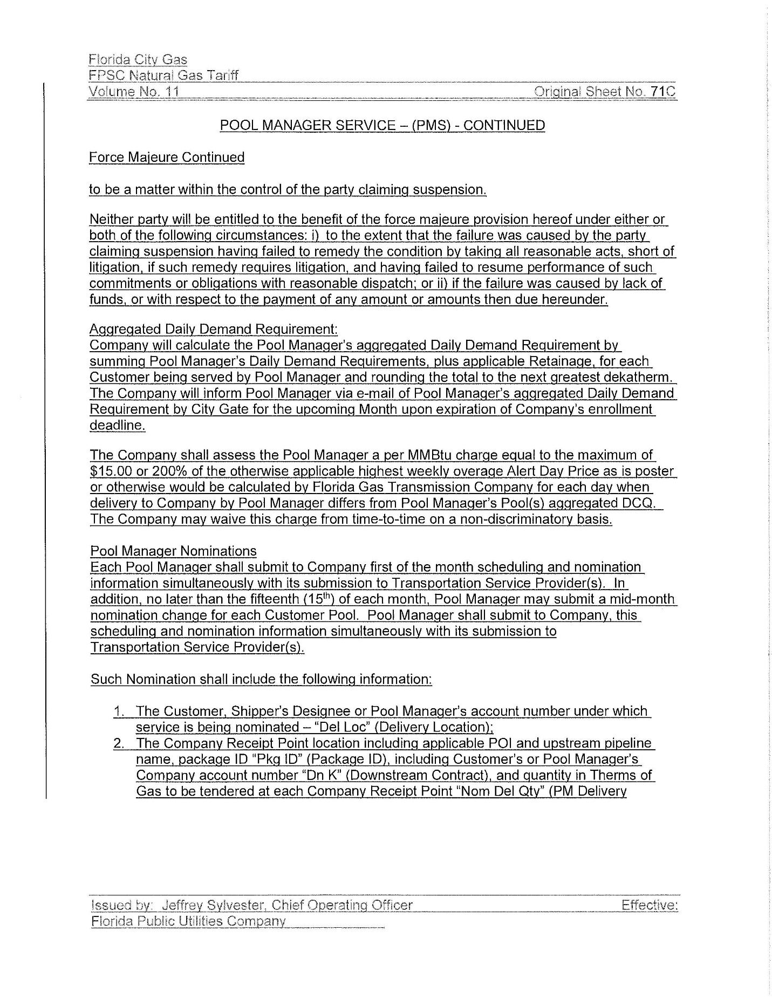 Florida City Gas
FPSC Natural Gas Tariff
Volume No. 11 Original Sheet No. 71C
POOL MANAGER SERVICE – (PMS) - CONTINUED
Force Majeure Continued
to be a matter within the control of the party claiming suspension.
Neither party will be entitled to the benefit of the force majeure provision hereof under either or
both of the following circumstances: i) to the extent that the failure was caused by the party
claiming suspension having failed to remedy the condition by taking all reasonable acts, short of
litigation, if such remedy requires litigation, and having failed to resume performance of such
commitments or obligations with reasonable dispatch; or ii) if the failure was caused by lack of
funds, or with respect to the payment of any amount or amounts then due hereunder.
Aggregated Daily Demand Requirement:
Company will calculate the Pool Manager's aggregated Daily Demand Requirement by
summing Pool Manager's Daily Demand Requirements, plus applicable Retainage, for each
Customer being served by Pool Manager and rounding the total to the next greatest dekatherm.
The Company will inform Pool Manager via e-mail of Pool Manager's aggregated Daily Demand
Requirement by City Gate for the upcoming Month upon expiration of Company's enrollment
deadline.
The Company shall assess the Pool Manager a per MMBtu charge equal to the maximum of
$15.00 or 200% of the otherwise applicable highest weekly overage Alert Day Price as is poster
or otherwise would be calculated by Florida Gas Transmission Company for each day when
delivery to Company by Pool Manager differs from Pool Manager's Pool(s) aggregated DCQ.
The Company may waive this charge from time-to-time on a non-discriminatory basis.
Pool Manager Nominations
Each Pool Manager shall submit to Company first of the month scheduling and nomination
information simultaneously with its submission to Transportation Service Provider(s). In
addition, no later than the fifteenth (15th) of each month, Pool Manager may submit a mid-month
nomination change for each Customer Pool. Pool Manager shall submit to Company, this
scheduling and nomination information simultaneously with its submission to
Transportation Service Provider(s).
Such Nomination shall include the following information:
1. The Customer, Shipper's Designee or Pool Manager's account number under which
service is being nominated – "Del Loc" (Delivery Location);
2. The Company Receipt Point location including applicable POI and upstream pipeline
name, package ID "Pkg ID" (Package ID), including Customer's or Pool Manager's
Company account number "Dn K" (Downstream Contract), and quantity in Therms of
Gas to be tendered at each Company Receipt Point "Nom Del Qty" (PM Delivery
Issued by: Jeffrey Sylvester, Chief Operating Officer Effective:
Florida Public Utilities Company